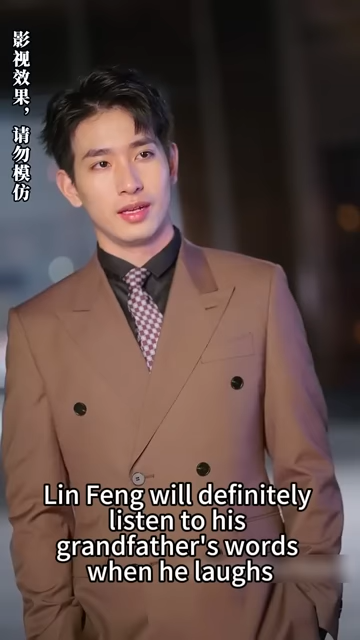 影视效果，请勿模仿
Lin Feng will definitely
listen to his
grandfather's words
when he laughs